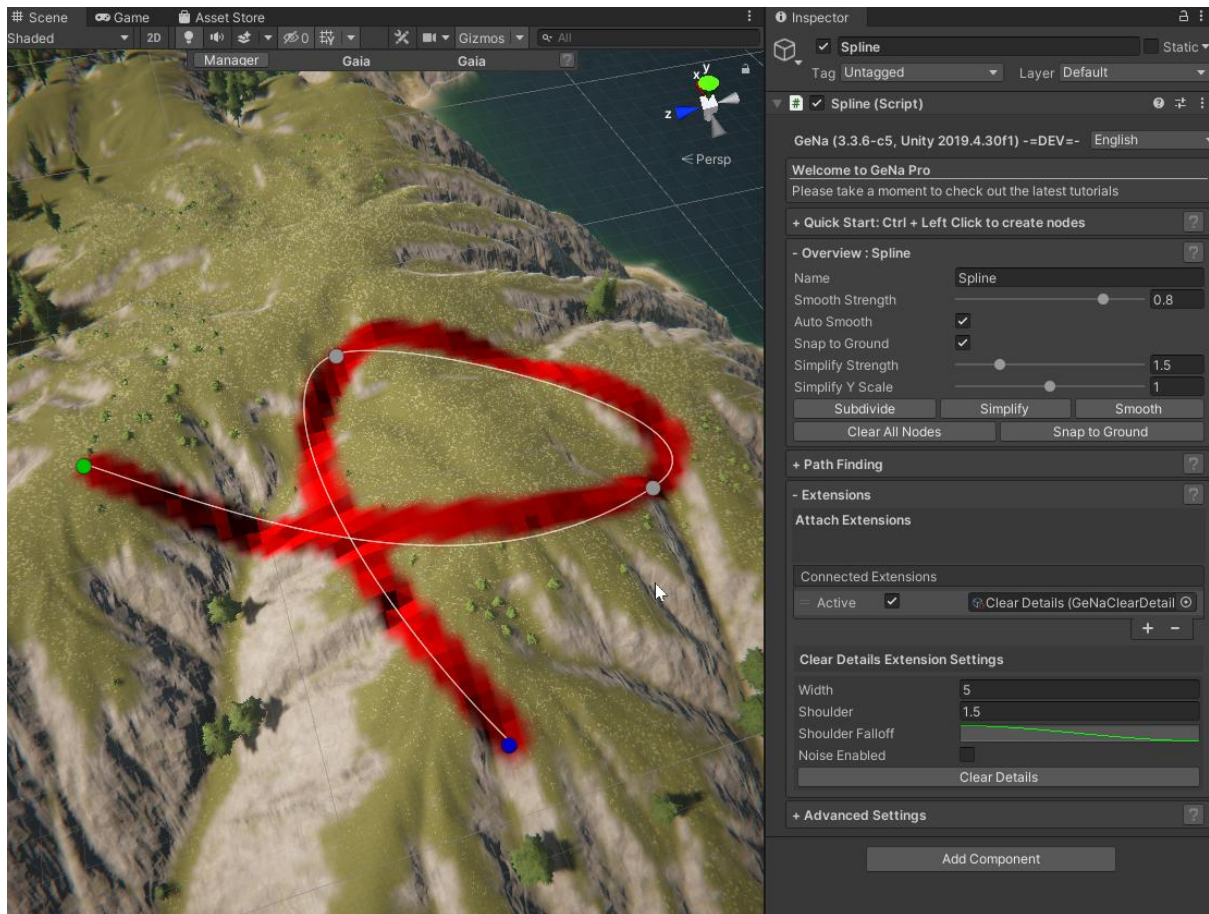 # Scene Game Asset Store
Shaded 2D 0 Gizmos All
Manager Gaia Gaia ?
y
x
z
< Persp
Inspector
Spline Static
Tag Untagged Layer Default
# Spline (Script)
GeNa (3.3.6-c5, Unity 2019.4.30f1) -=DEV=- English
Welcome to GeNa Pro
Please take a moment to check out the latest tutorials
+ Quick Start: Ctrl + Left Click to create nodes ?
- Overview : Spline ?
Name Spline
Smooth Strength 0.8
Auto Smooth
Snap to Ground
Simplify Strength 1.5
Simplify Y Scale 1
Subdivide Simplify Smooth
Clear All Nodes Snap to Ground
+ Path Finding ?
- Extensions ?
Attach Extensions
Connected Extensions
= Active Clear Details (GeNaClearDetail
+ -
Clear Details Extension Settings
Width 5
Shoulder 1.5
Shoulder Falloff
Noise Enabled
Clear Details
+ Advanced Settings ?
Add Component